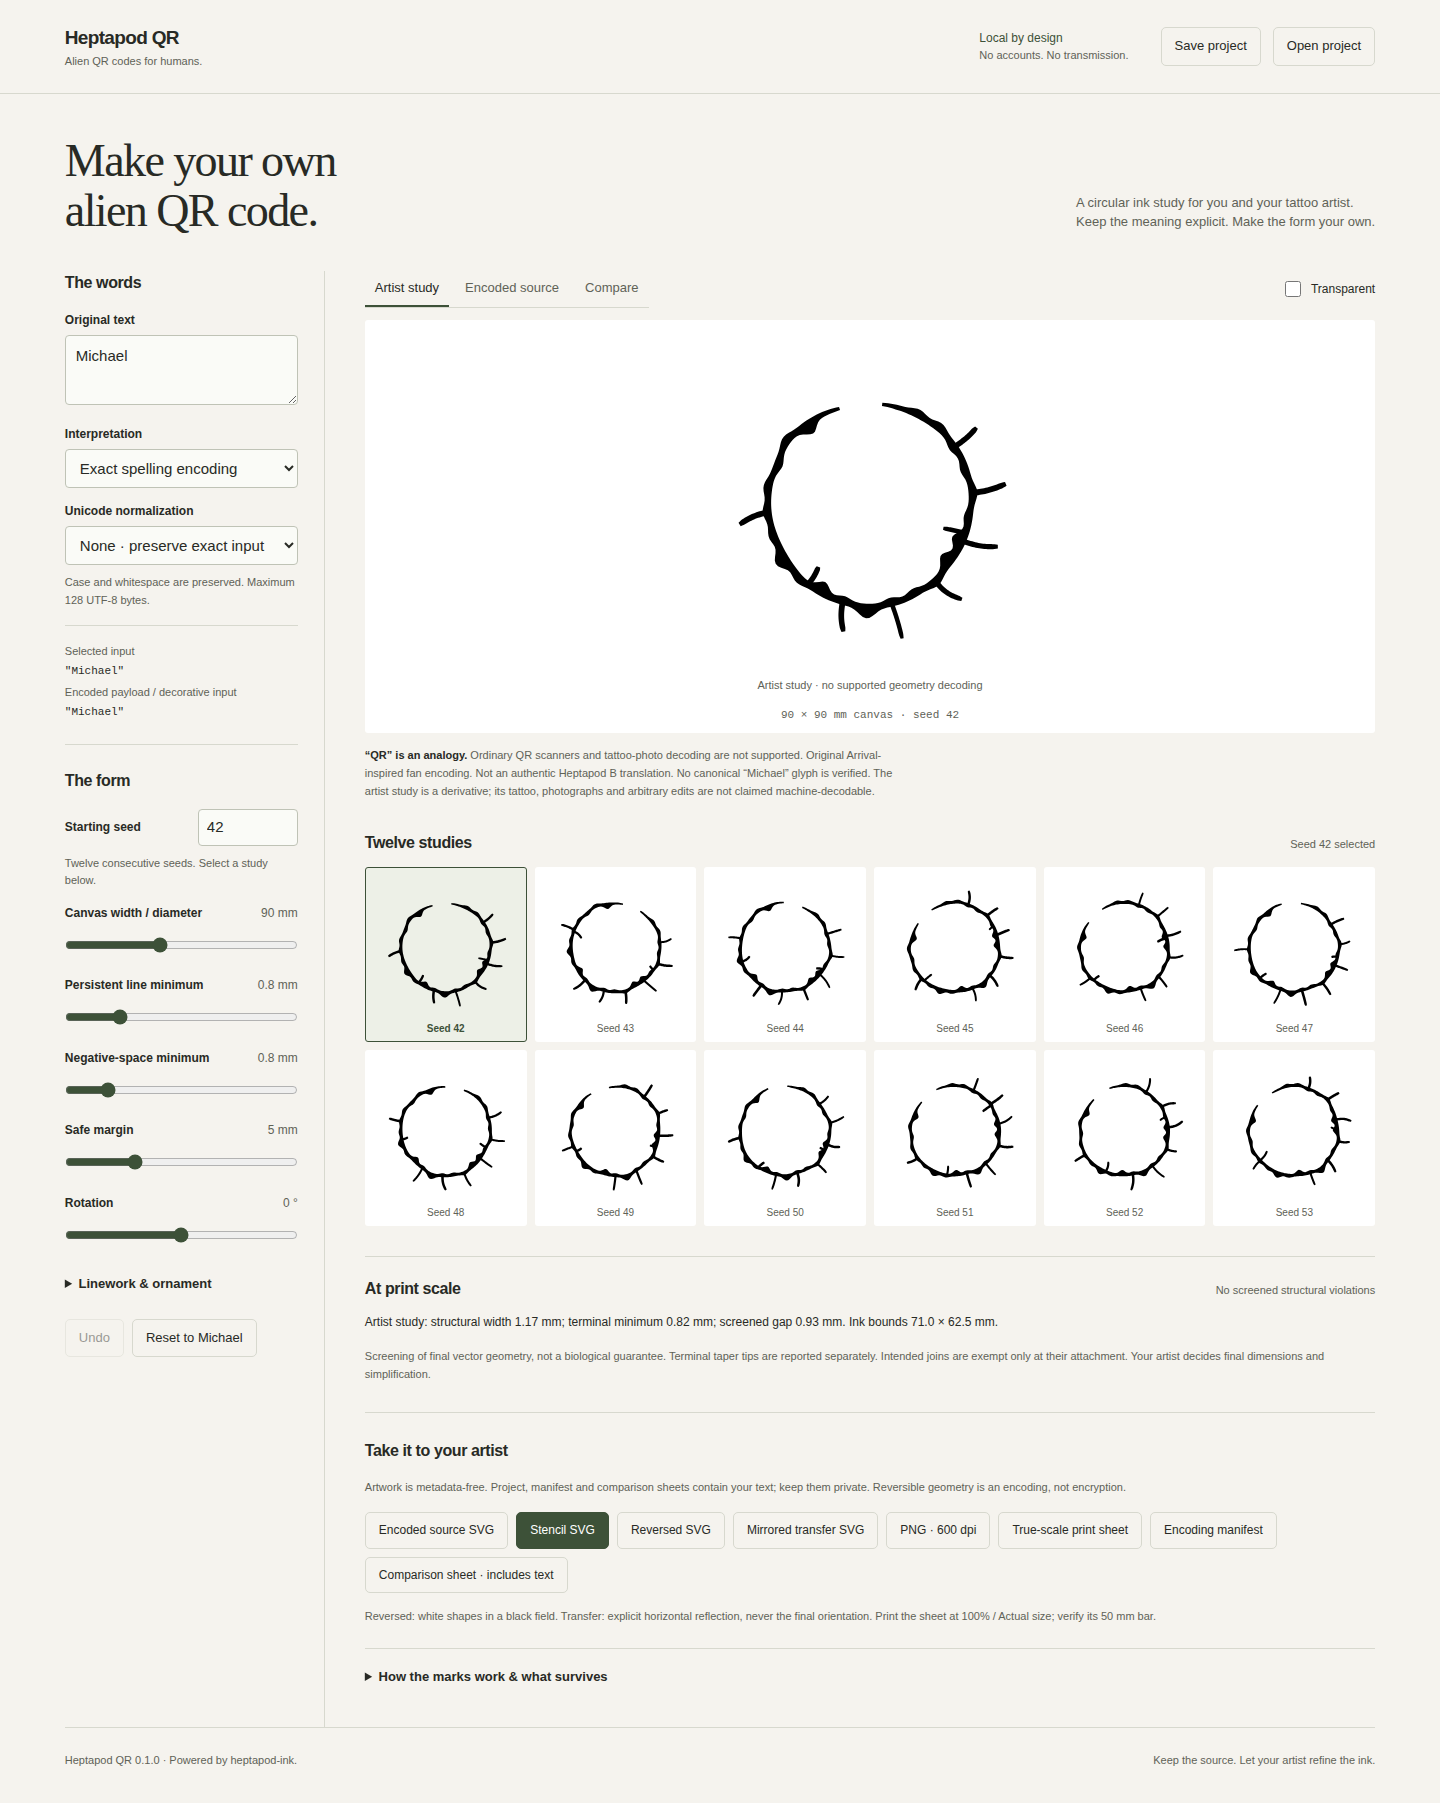 Heptapod QR
Alien QR codes for humans.
Local by design
No accounts. No transmission.
Save project
Open project
Make your own
alien QR code.
A circular ink study for you and your tattoo artist.
Keep the meaning explicit. Make the form your own.
The words
Original text
Michael
Interpretation
Exact spelling encoding
Unicode normalization
None · preserve exact input
Case and whitespace are preserved. Maximum
128 UTF-8 bytes.
Selected input
"Michael"
Encoded payload / decorative input
"Michael"
The form
Starting seed
42
Twelve consecutive seeds. Select a study
below.
Canvas width / diameter 90 mm
Persistent line minimum 0.8 mm
Negative-space minimum 0.8 mm
Safe margin 5 mm
Rotation 0 °
Linework & ornament
Undo
Reset to Michael
Artist study
Encoded source
Compare
Transparent
Artist study · no supported geometry decoding
90 × 90 mm canvas · seed 42
“QR” is an analogy. Ordinary QR scanners and tattoo-photo decoding are not supported. Original Arrival-
inspired fan encoding. Not an authentic Heptapod B translation. No canonical “Michael” glyph is verified. The
artist study is a derivative; its tattoo, photographs and arbitrary edits are not claimed machine-decodable.
Twelve studies
Seed 42 selected
Seed 42
Seed 43
Seed 44
Seed 45
Seed 46
Seed 47
Seed 48
Seed 49
Seed 50
Seed 51
Seed 52
Seed 53
At print scale
No screened structural violations
Artist study: structural width 1.17 mm; terminal minimum 0.82 mm; screened gap 0.93 mm. Ink bounds 71.0 × 62.5 mm.
Screening of final vector geometry, not a biological guarantee. Terminal taper tips are reported separately. Intended joins are exempt only at their attachment. Your artist decides final dimensions and
simplification.
Take it to your artist
Artwork is metadata-free. Project, manifest and comparison sheets contain your text; keep them private. Reversible geometry is an encoding, not encryption.
Encoded source SVG
Stencil SVG
Reversed SVG
Mirrored transfer SVG
PNG · 600 dpi
True-scale print sheet
Encoding manifest
Comparison sheet · includes text
Reversed: white shapes in a black field. Transfer: explicit horizontal reflection, never the final orientation. Print the sheet at 100% / Actual size; verify its 50 mm bar.
How the marks work & what survives
Heptapod QR 0.1.0 · Powered by heptapod-ink.
Keep the source. Let your artist refine the ink.